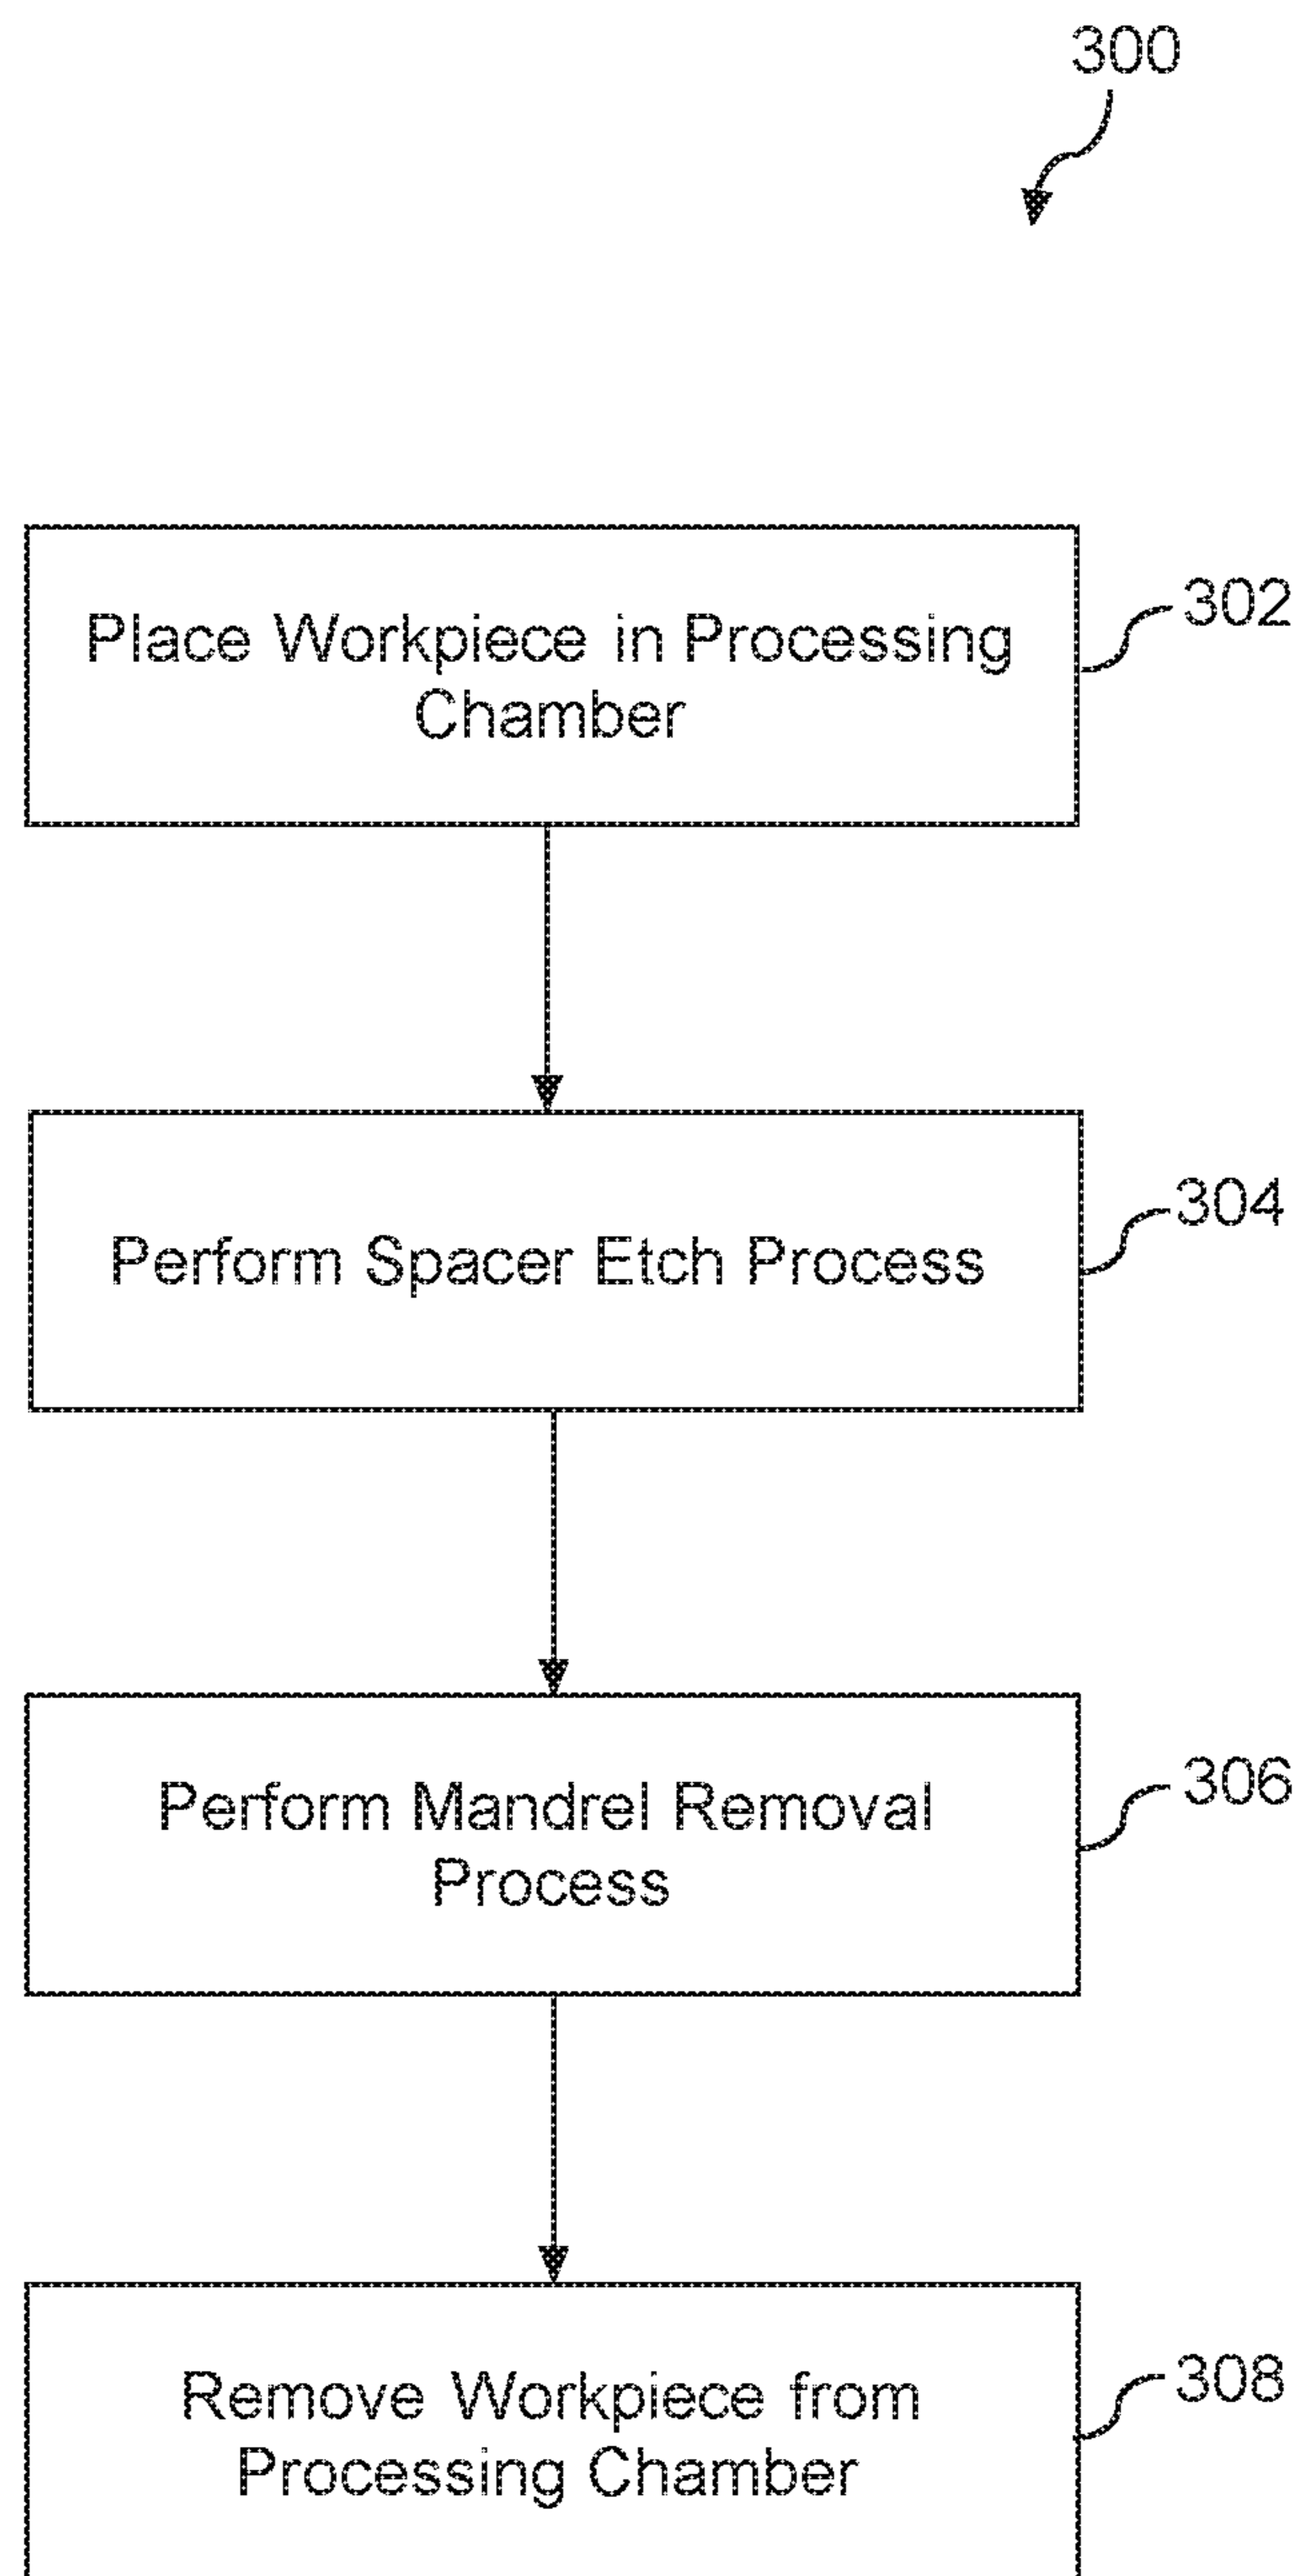 300
Place Workpiece in Processing
Chamber
302
Perform Spacer Etch Process
304
Perform Mandrel Removal
Process
306
Remove Workpiece from
Processing Chamber
308